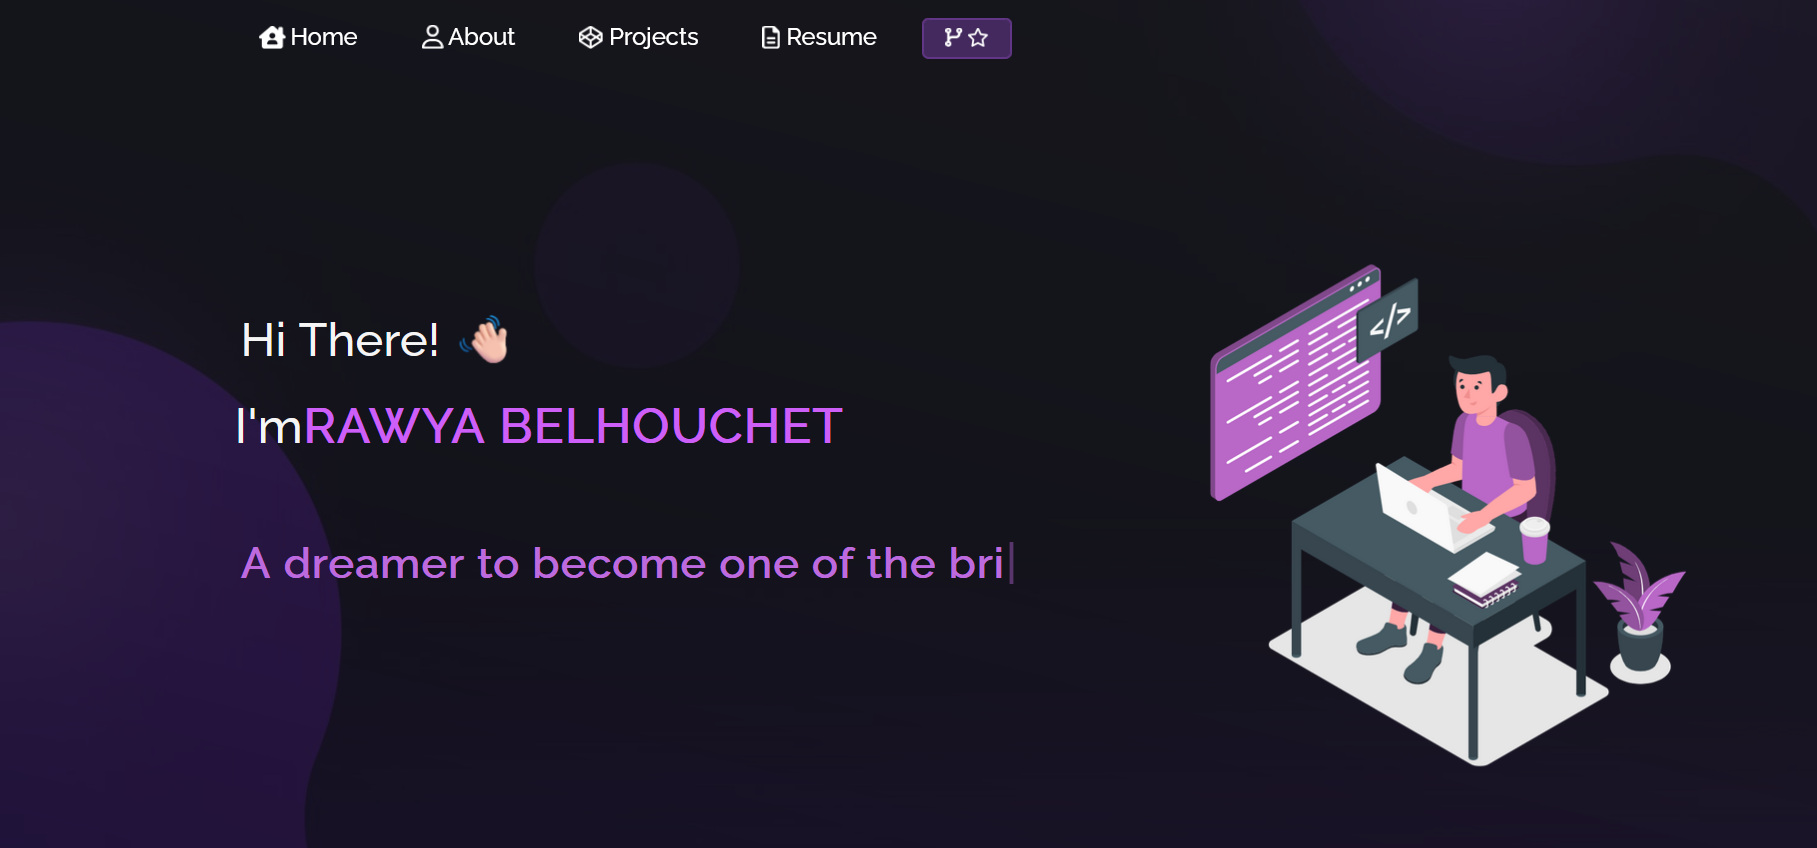 Home About Projects Resume
Hi There! 👋🏻
I'mRAWYA BELHOUCHET
A dreamer to become one of the bri|
</>